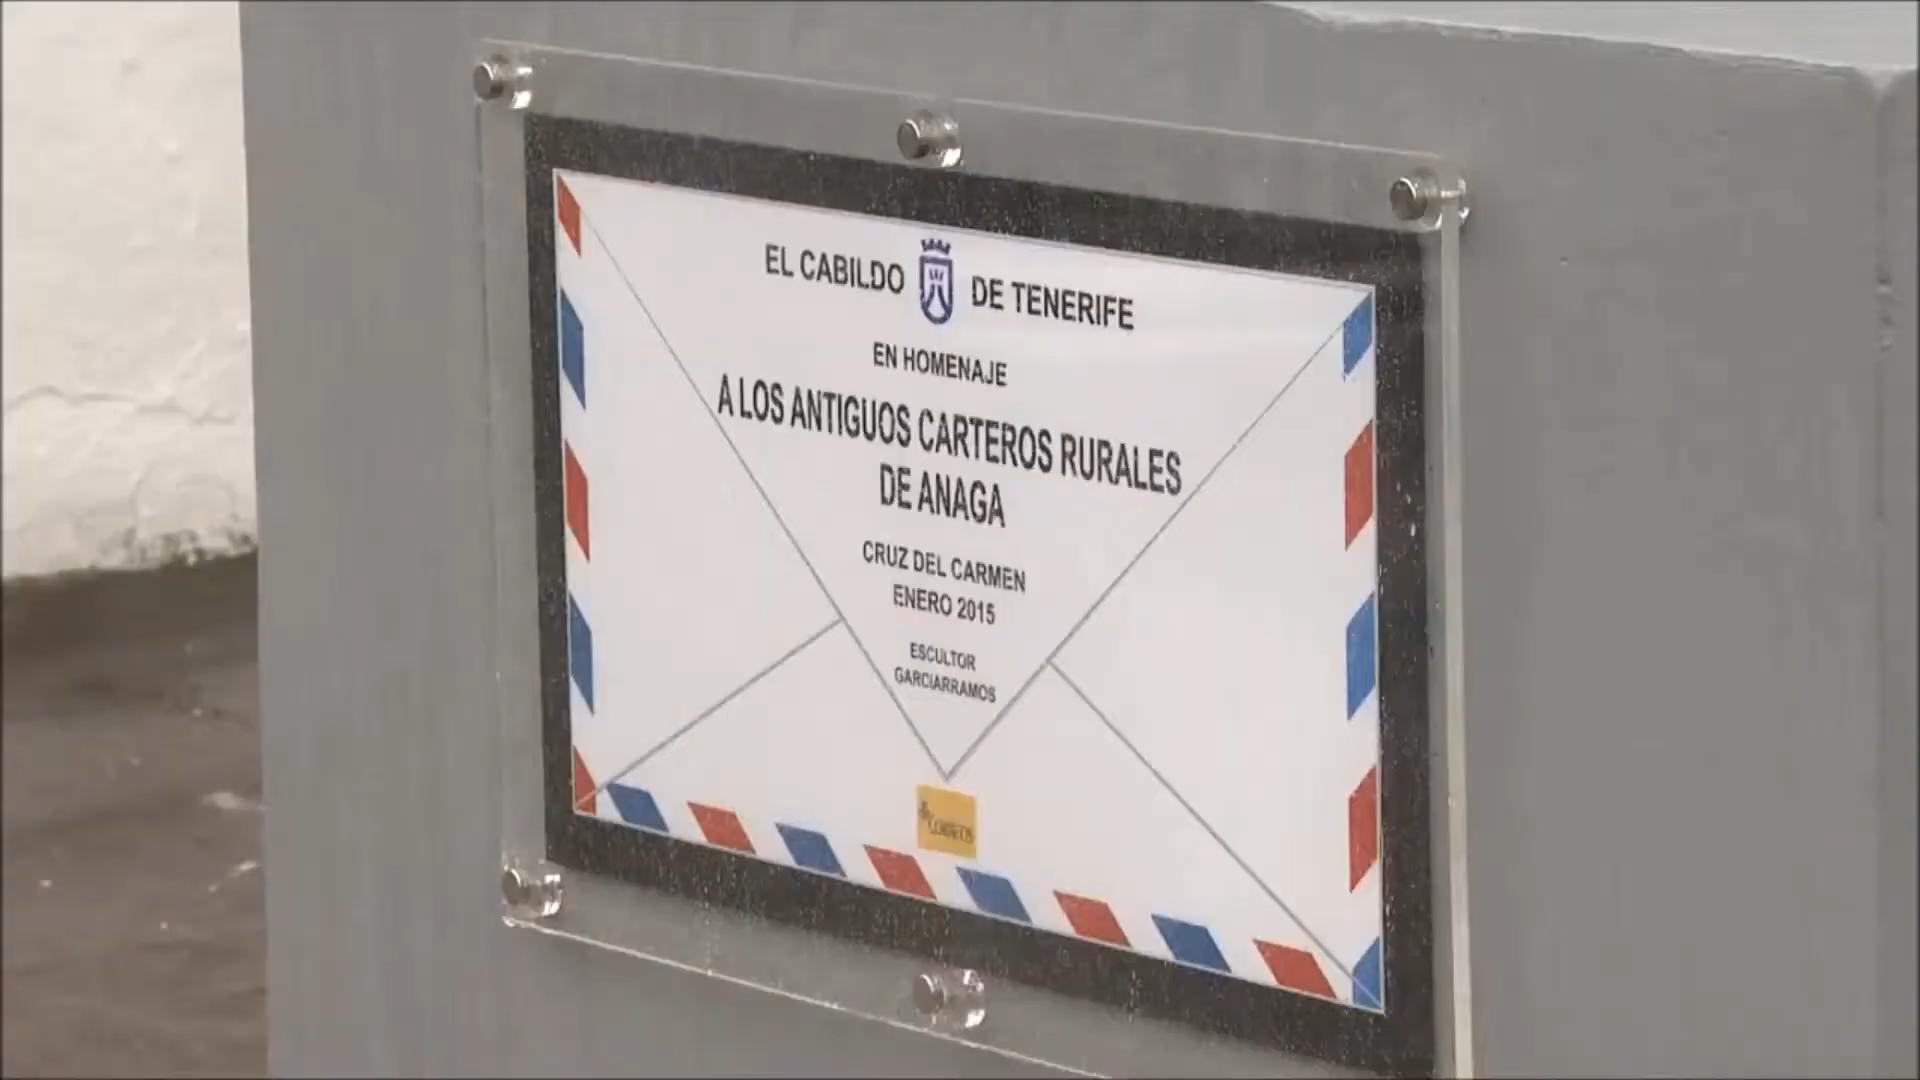 EL CABILDO DE TENERIFE
EN HOMENAJE
A LOS ANTIGUOS CARTEROS RURALES
DE ANAGA
CRUZ DEL CARMEN
ENERO 2015
ESCULTOR
GARCIARRAMOS
CORREOS